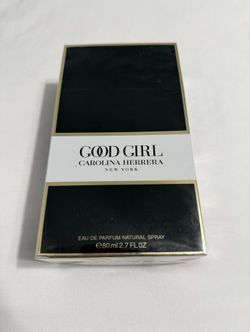 GOOD GIRL
CAROLINA HERRERA
NEW YORK
EAU DE PARFUM NATURAL SPRAY
℮80 ml 2.7 FL.OZ